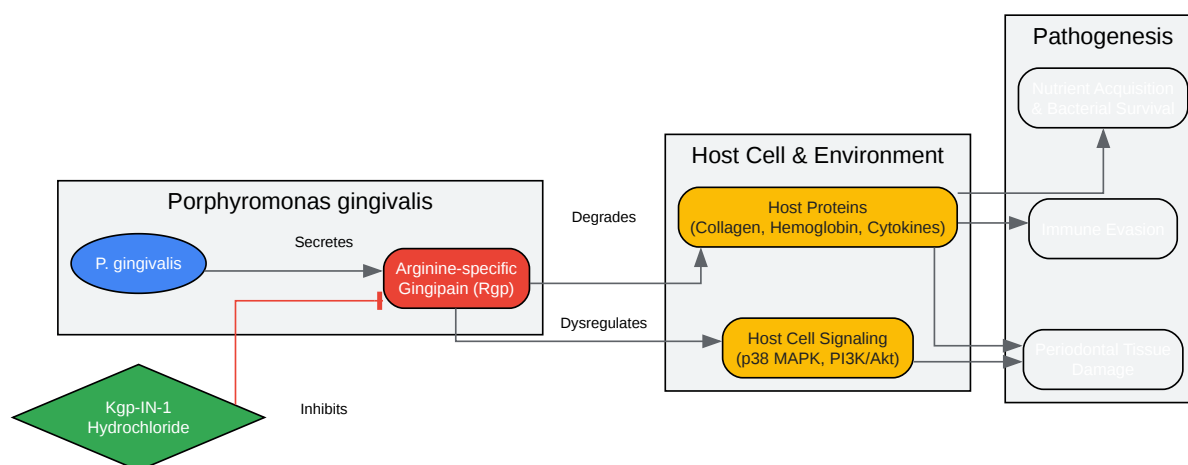 Pathogenesis
Nutrient Acquisition
& Bacterial Survival
Host Cell & Environment
Porphyromonas gingivalis
Degrades
Host Proteins
(Collagen, Hemoglobin, Cytokines)
Immune Evasion
Secretes
P. gingivalis
Arginine-specific
Gingipain (Rgp)
Dysregulates
Host Cell Signaling
(p38 MAPK, PI3K/Akt)
Periodontal Tissue
Damage
Kgp-IN-1
Hydrochloride
Inhibits